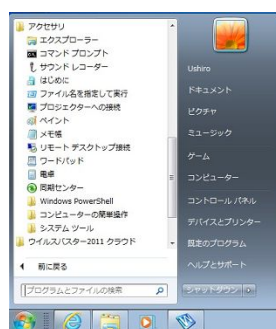 アクセサリ
エクスプローラー
コマンド プロンプト
サウンド レコーダー
はじめに
ファイル名を指定して実行
プロジェクターへの接続
ペイント
メモ帳
リモート デスクトップ接続
ワードパッド
電卓
同期センター
Windows PowerShell
コンピューターの簡単操作
システム ツール
ウイルスバスター2011 クラウド
前に戻る
プログラムとファイルの検索
Ushiro
ドキュメント
ピクチャ
ミュージック
ゲーム
コンピューター
コントロール パネル
デバイスとプリンター
既定のプログラム
ヘルプとサポート
シャットダウン